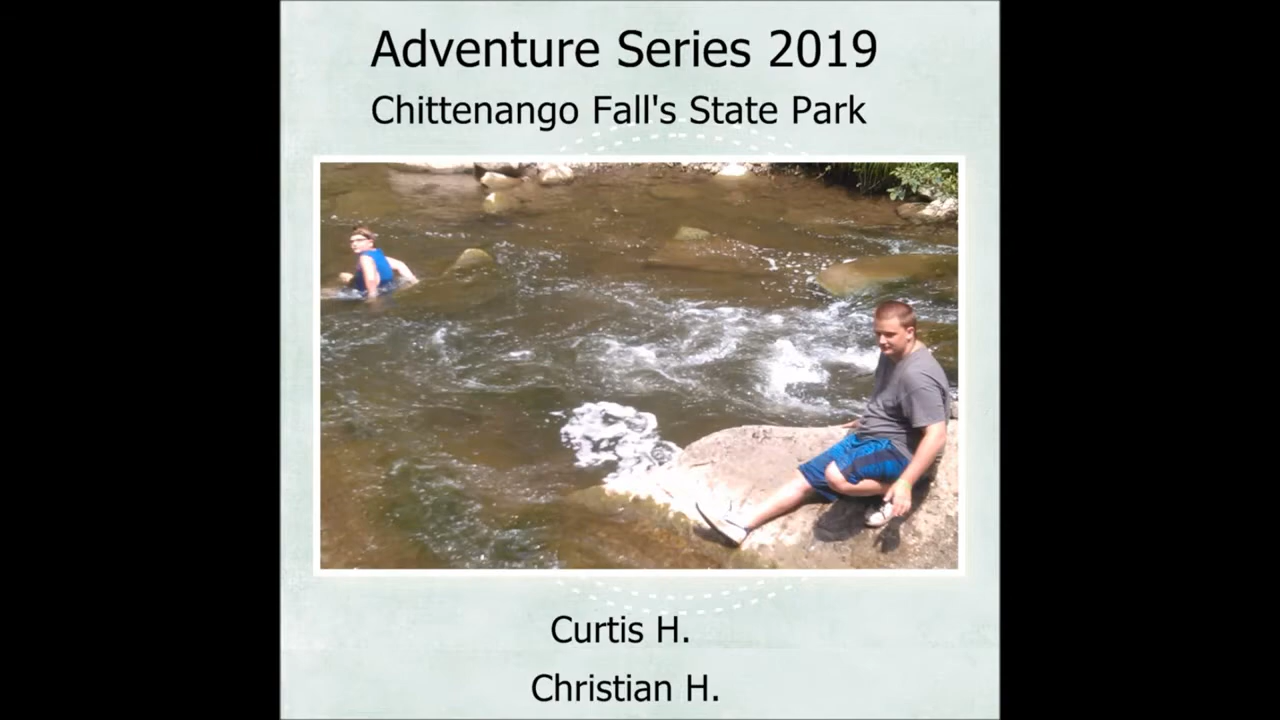 Adventure Series 2019
Chittenango Fall's State Park
Curtis H.
Christian H.